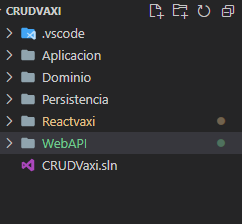 CRUDVAXI
.vscode
Aplicacion
Dominio
Persistencia
Reactvaxi
WebAPI
CRUDVaxi.sln